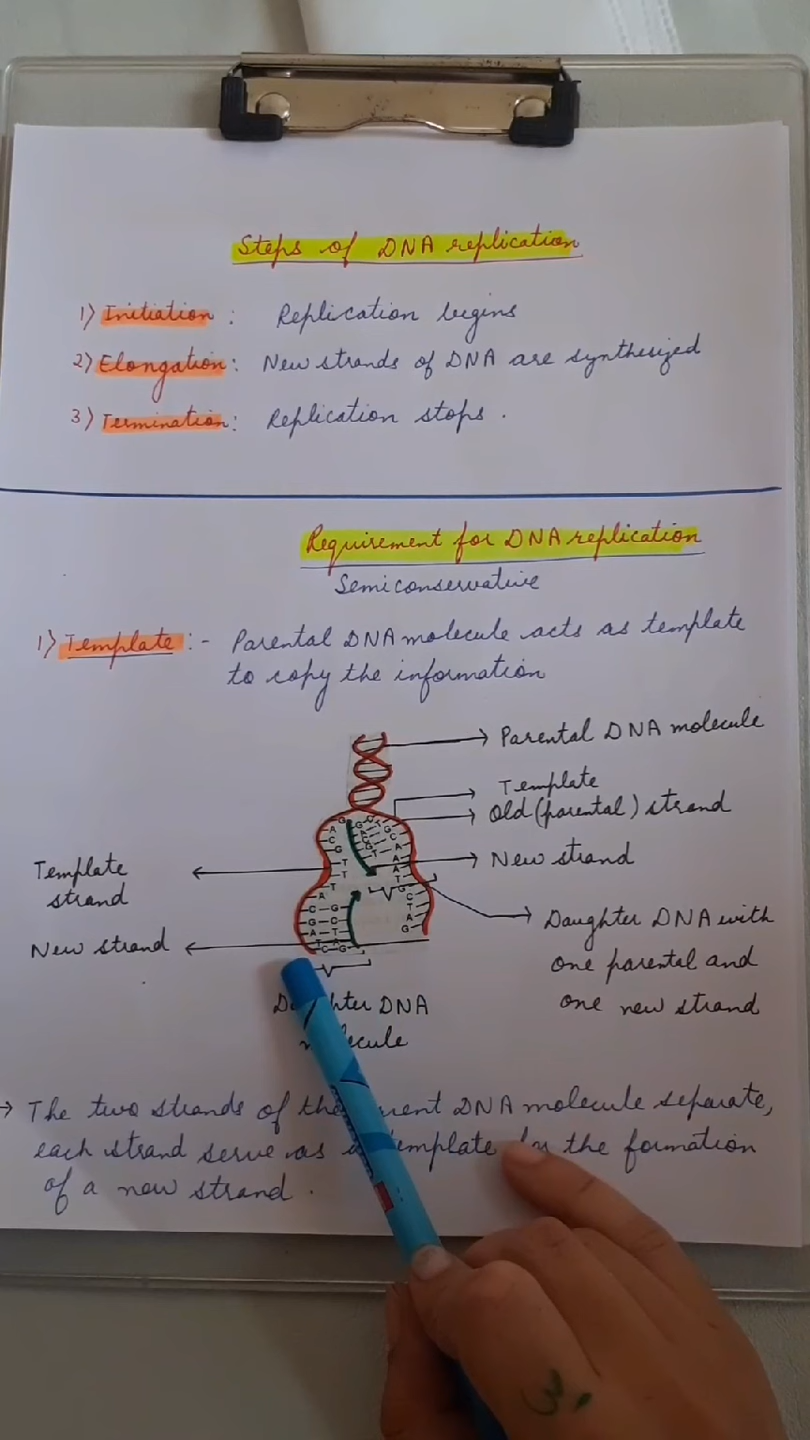 Steps of DNA replication
1) Initiation : Replication begins
2) Elongation : New strands of DNA are synthesized
3) Termination : Replication stops .
Requirement for DNA replication
Semiconservative
1) Template :- Parental DNA molecule acts as template
to copy the information
Parental DNA molecule
Template
Old (parental) strand
New strand
Template
strand
New strand
Daughter DNA with
one parental and
one new strand
DNA
→ The two strands of the DNA molecule separate,
each strand serve as the formation
of a new strand .